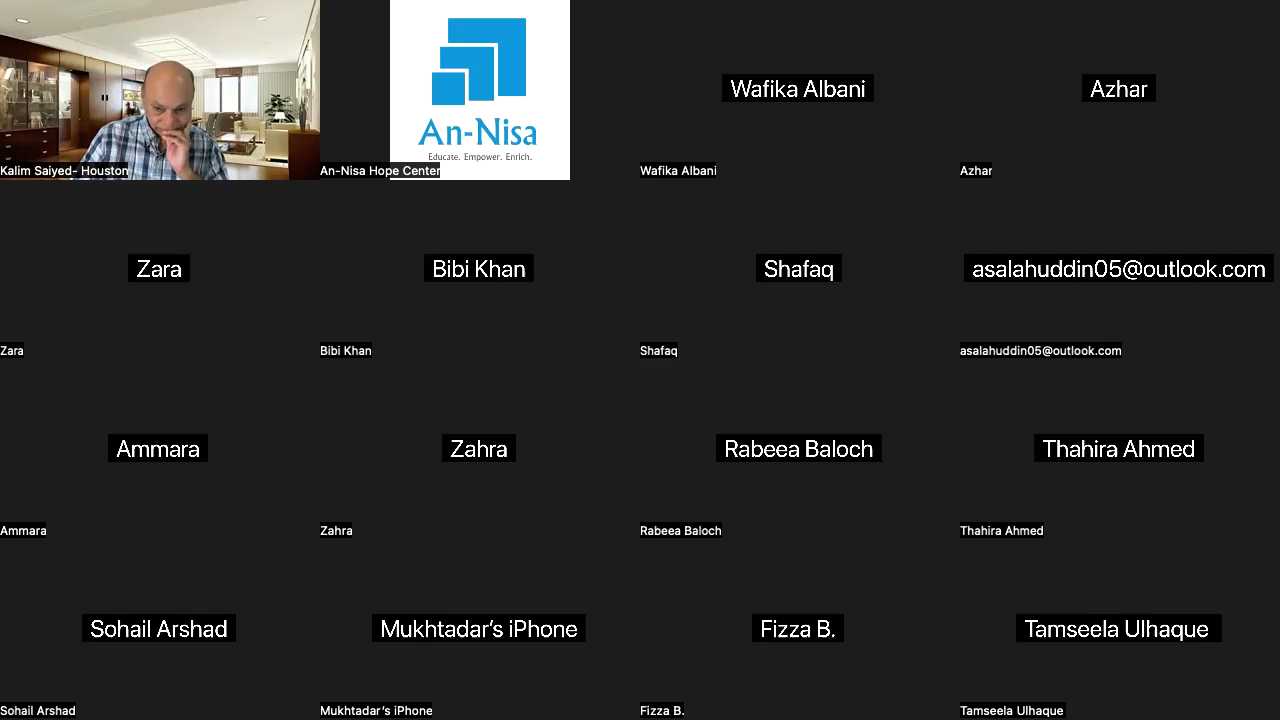 Kalim Saiyed- Houston
An-Nisa
Educate. Empower. Enrich.
An-Nisa Hope Center
Wafika Albani
Wafika Albani
Azhar
Azhar
Zara
Zara
Bibi Khan
Bibi Khan
Shafaq
Shafaq
asalahuddin05@outlook.com
asalahuddin05@outlook.com
Ammara
Ammara
Zahra
Zahra
Rabeea Baloch
Rabeea Baloch
Thahira Ahmed
Thahira Ahmed
Sohail Arshad
Sohail Arshad
Mukhtadar’s iPhone
Mukhtadar’s iPhone
Fizza B.
Fizza B.
Tamseela Ulhaque
Tamseela Ulhaque